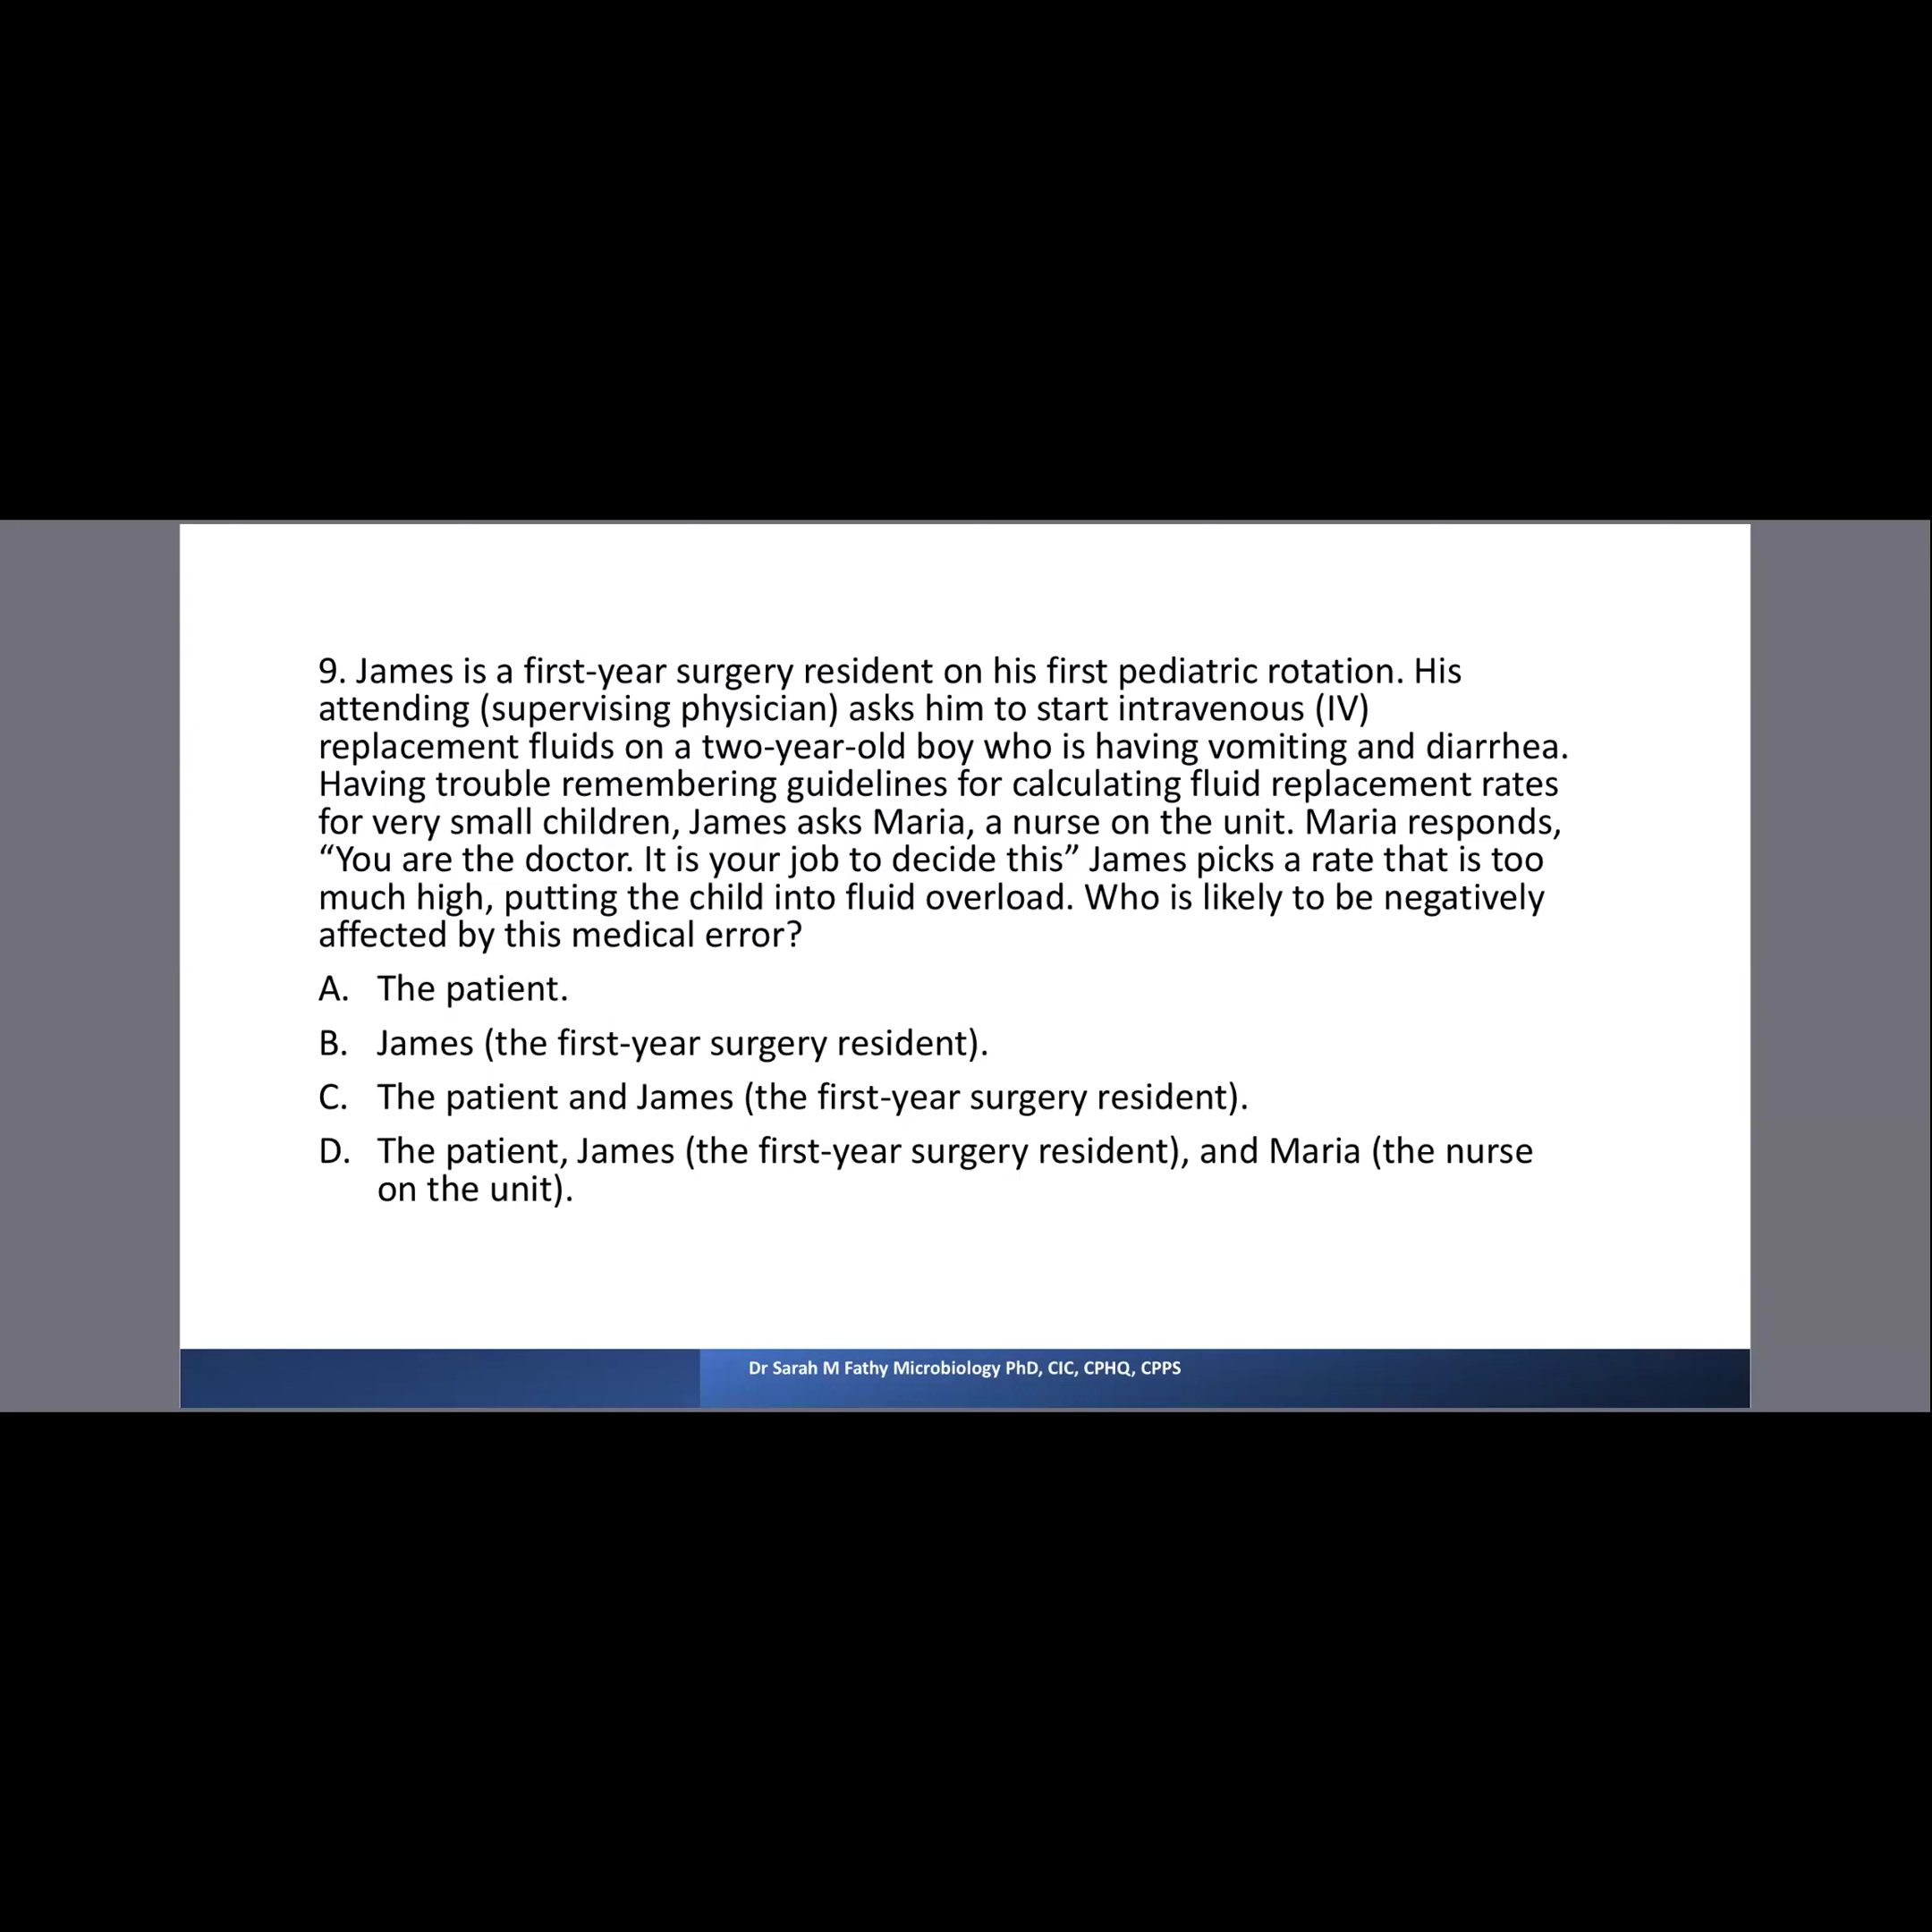 9. James is a first-year surgery resident on his first pediatric rotation. His
attending (supervising physician) asks him to start intravenous (IV)
replacement fluids on a two-year-old boy who is having vomiting and diarrhea.
Having trouble remembering guidelines for calculating fluid replacement rates
for very small children, James asks Maria, a nurse on the unit. Maria responds,
“You are the doctor. It is your job to decide this” James picks a rate that is too
much high, putting the child into fluid overload. Who is likely to be negatively
affected by this medical error?
A. The patient.
B. James (the first-year surgery resident).
C. The patient and James (the first-year surgery resident).
D. The patient, James (the first-year surgery resident), and Maria (the nurse
on the unit).
Dr Sarah M Fathy Microbiology PhD, CIC, CPHQ, CPPS